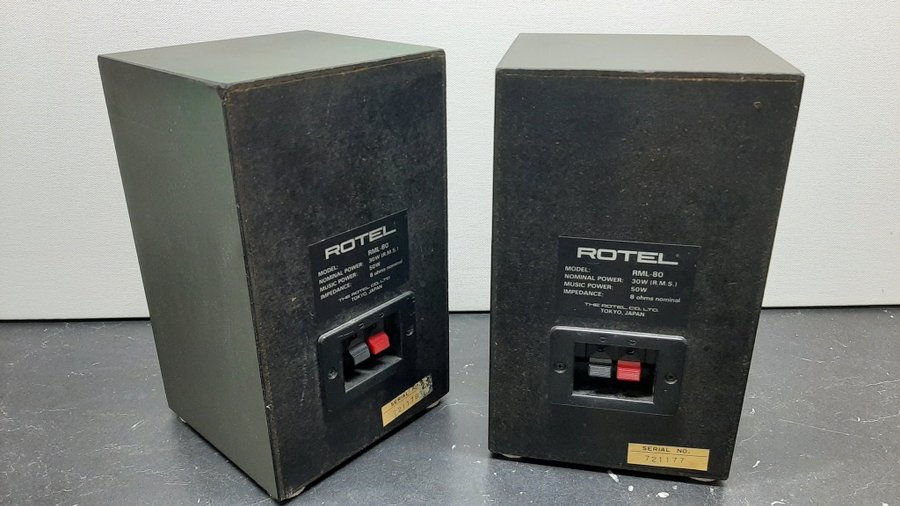 ROTEL
MODEL: RML-80
NOMINAL POWER: 30W (R.M.S.)
MUSIC POWER: 50W
IMPEDANCE: 8 ohms nominal
THE ROTEL CO., LTD.
TOKYO, JAPAN
SERIAL NO.
ROTEL
MODEL: RML-80
NOMINAL POWER: 30W (R.M.S.)
MUSIC POWER: 50W
IMPEDANCE: 8 ohms nominal
THE ROTEL CO., LTD.
TOKYO, JAPAN
SERIAL NO.
721177